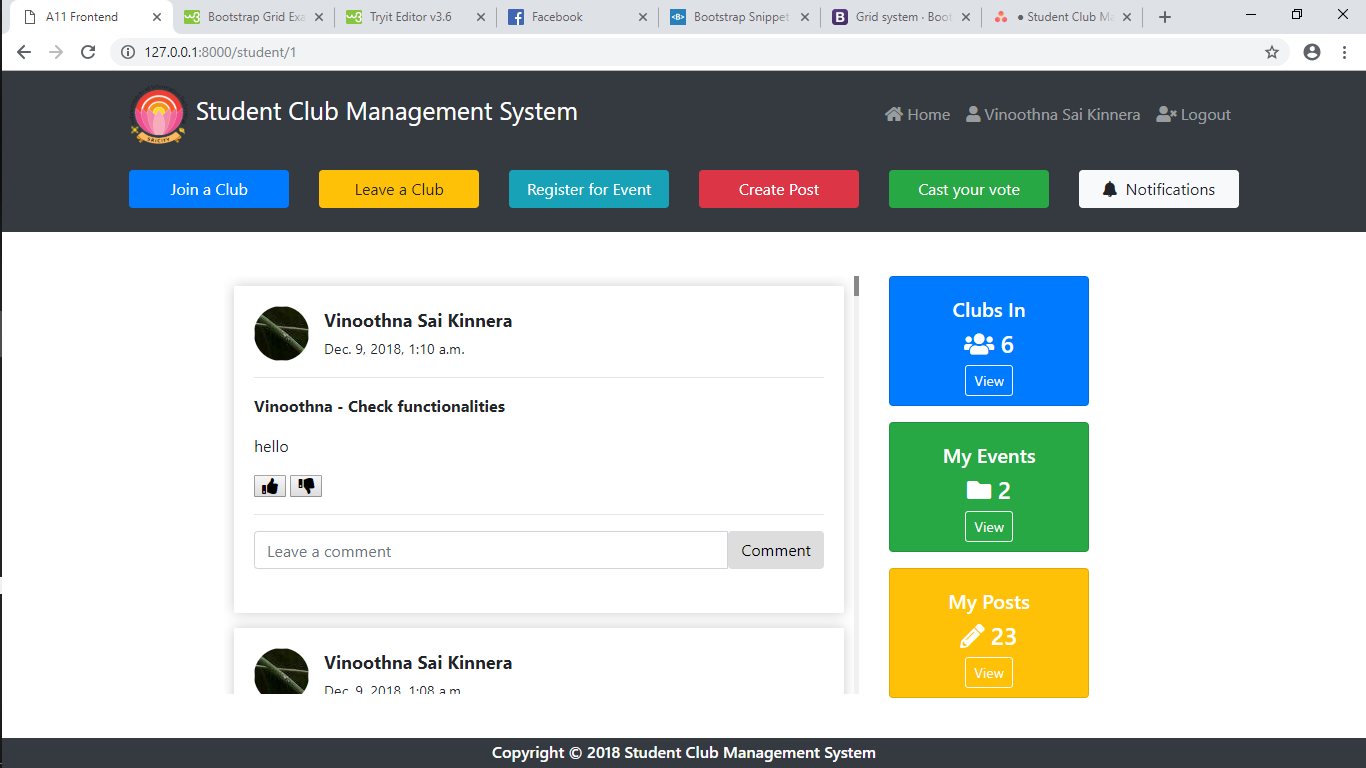 A11 Frontend
Bootstrap Grid Exa
Tryit Editor v3.6
Facebook
Bootstrap Snippet
Grid system · Boot
● Student Club Ma
127.0.0.1:8000/student/1
Student Club Management System
Home
Vinoothna Sai Kinnera
Logout
Join a Club
Leave a Club
Register for Event
Create Post
Cast your vote
Notifications
Vinoothna Sai Kinnera
Dec. 9, 2018, 1:10 a.m.
Vinoothna - Check functionalities
hello
Leave a comment
Comment
Vinoothna Sai Kinnera
Dec. 9, 2018, 1:08 a.m.
Clubs In
6
View
My Events
2
View
My Posts
23
View
Copyright © 2018 Student Club Management System